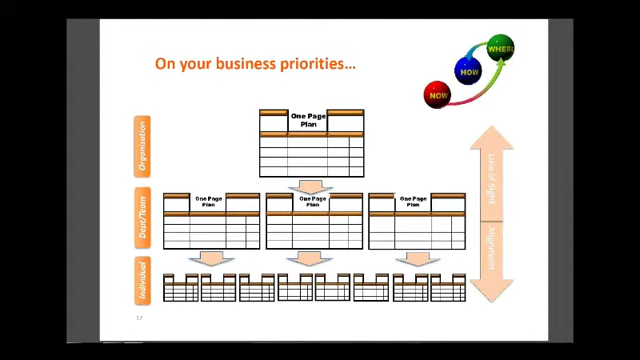 On your business priorities...
WHERE
HOW
NOW
Organisation
One Page
Plan
Line of Sight
Dept/Team
One Page
Plan
One Page
Plan
One Page
Plan
Alignment
Individual
17